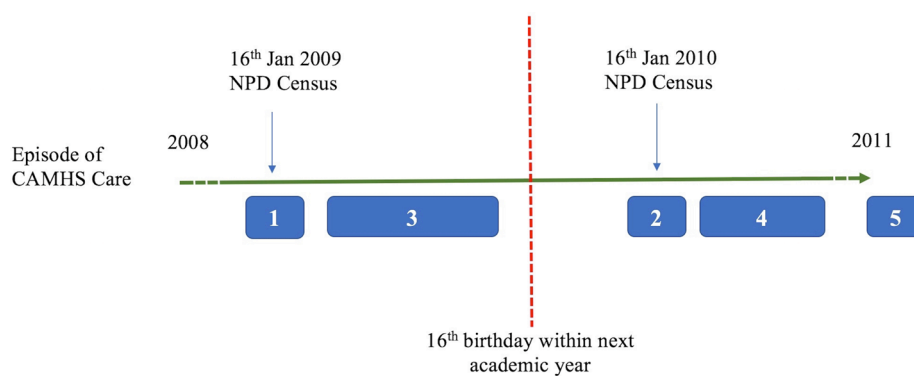 16th Jan 2009
NPD Census
16th Jan 2010
NPD Census
2008
2011
Episode of
CAMHS Care
1
3
2
4
5
16th birthday within next
academic year